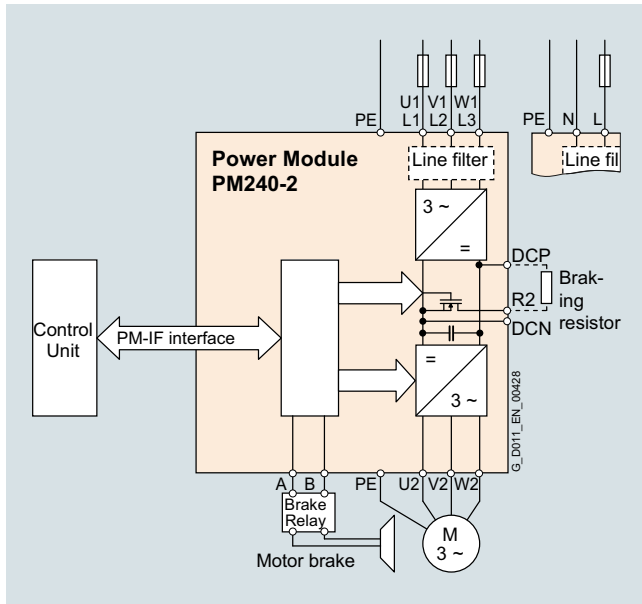 U1 V1 W1
PE L1 L2 L3
PE N L
Power Module
PM240-2
Line filter
Line fil
3 ~
=
DCP
R2
DCN
Brak-
ing
resistor
Control
Unit
PM-IF interface
=
3 ~
G_D011_EN_00428
A B PE U2 V2 W2
Brake
Relay
M
3 ~
Motor brake